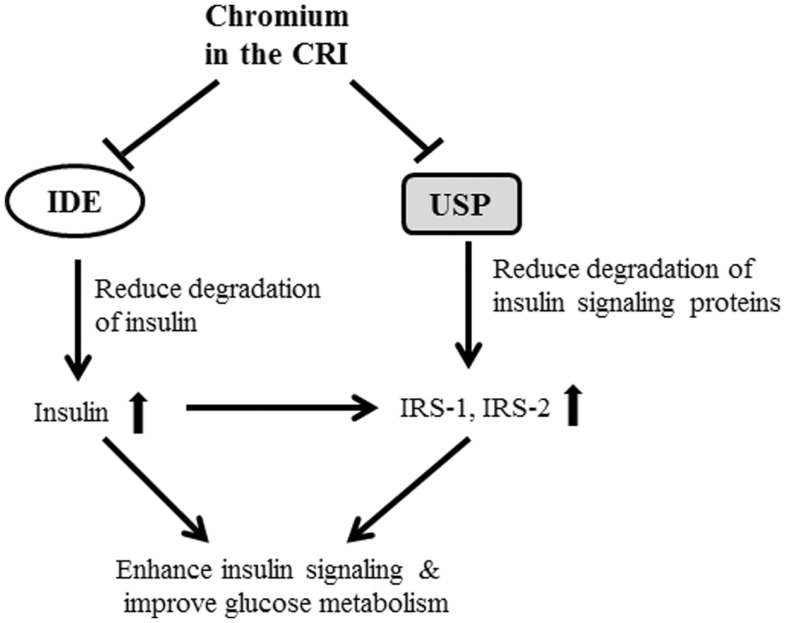 Chromium
in the CRI
IDE
USP
Reduce degradation
of insulin
Reduce degradation of
insulin signaling proteins
Insulin
IRS-1, IRS-2
Enhance insulin signaling &
improve glucose metabolism